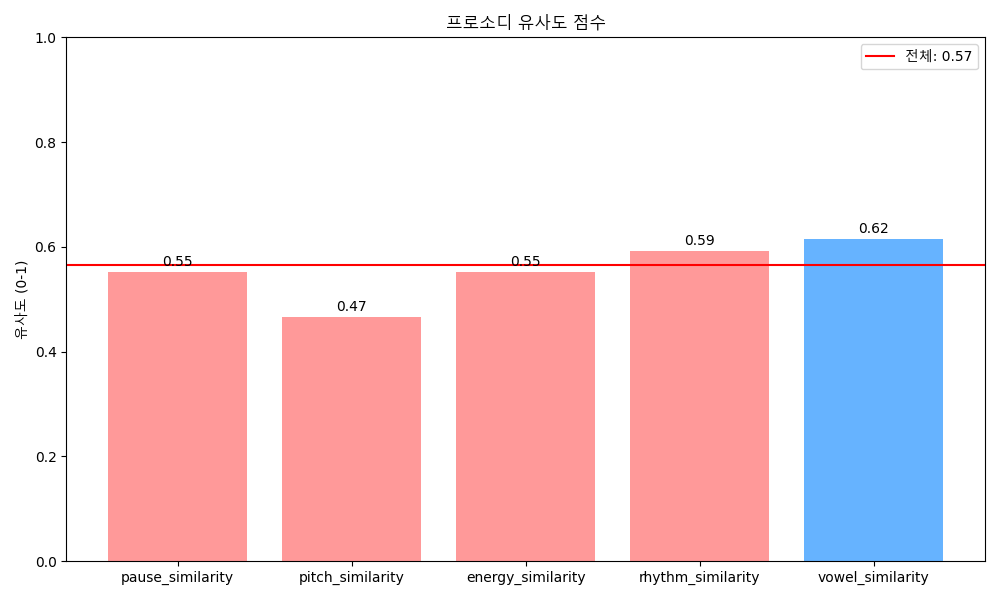 프로소디 유사도 점수
전체: 0.57
유사도 (0-1)
1.0
0.8
0.6
0.4
0.2
0.0
0.55
0.47
0.55
0.59
0.62
pause_similarity
pitch_similarity
energy_similarity
rhythm_similarity
vowel_similarity